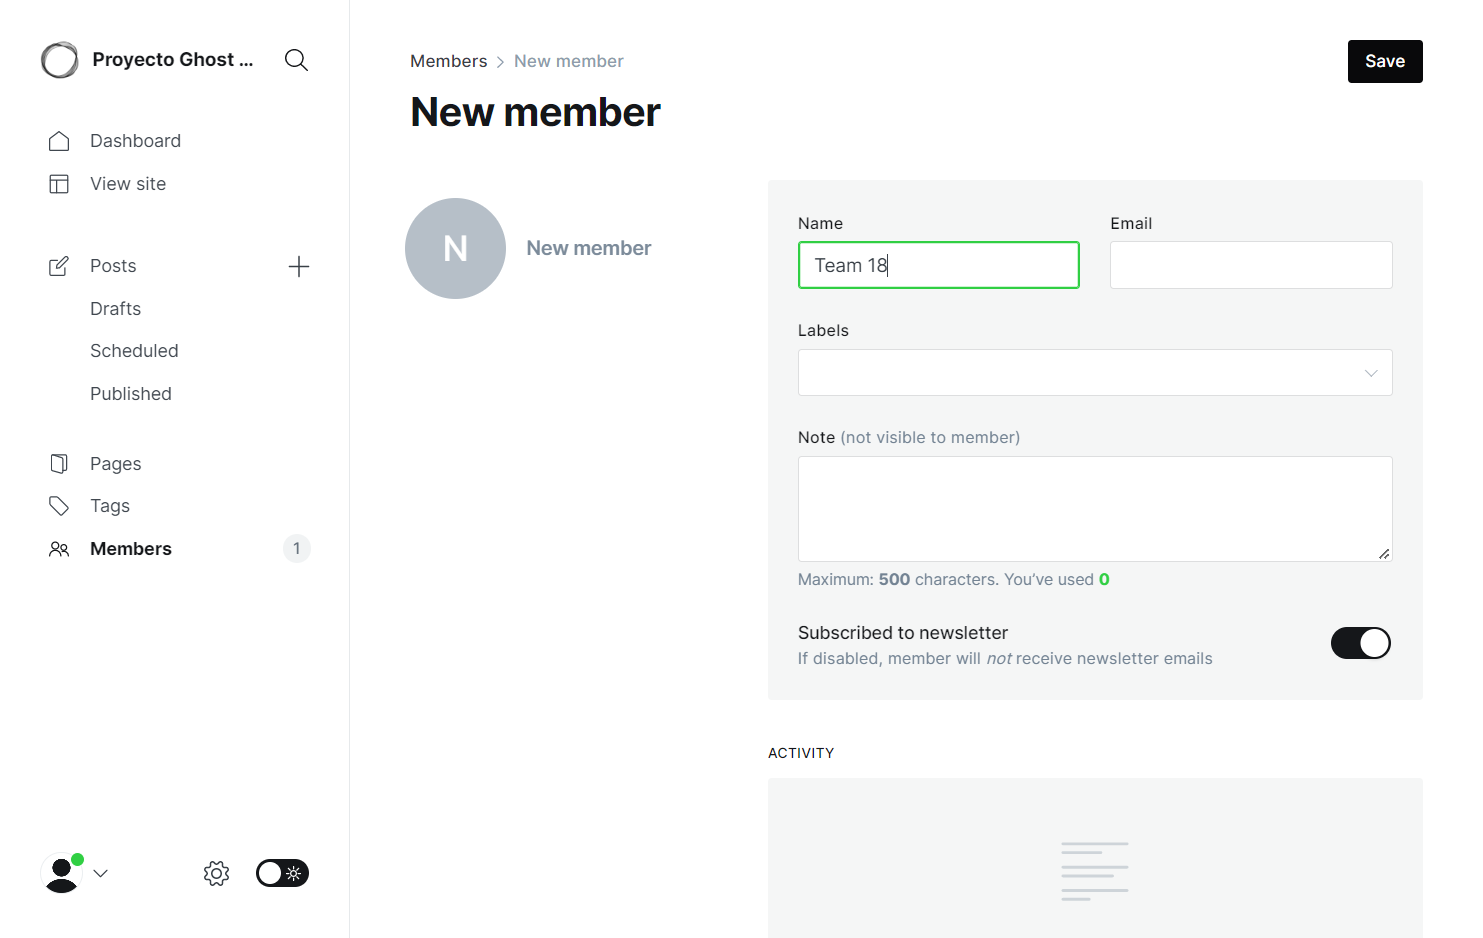 Proyecto Ghost ...
Dashboard
View site
Posts
Drafts
Scheduled
Published
Pages
Tags
Members 1
Members > New member
Save
New member
N
New member
Name
Email
Team 18
Labels
Note (not visible to member)
Maximum: 500 characters. You’ve used 0
Subscribed to newsletter
If disabled, member will not receive newsletter emails
ACTIVITY